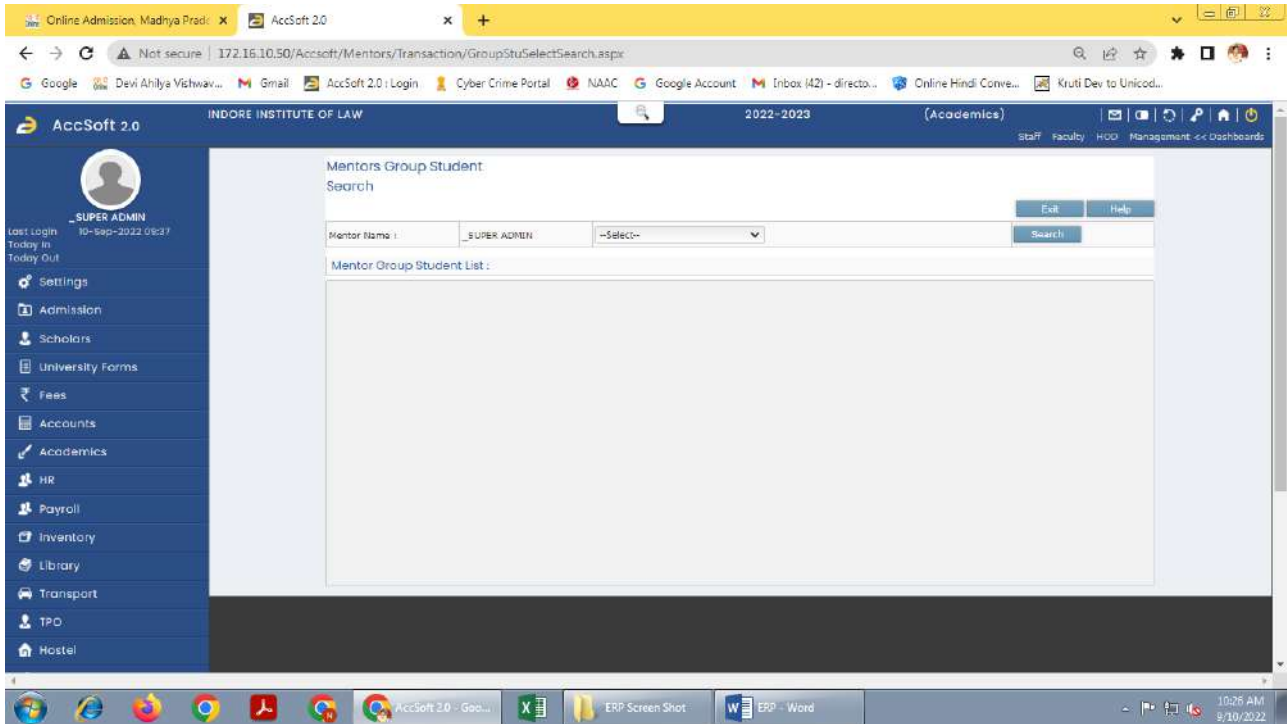 Online Admission, Madhya Prade
AccSoft 2.0
Not secure | 172.16.10.50/Accsoft/Mentors/Transaction/GroupStuSelectSearch.aspx
Google
Devi Ahilya Vishwav...
Gmail
AccSoft 2.0 : Login
Cyber Crime Portal
NAAC
Google Account
Inbox (42) - directo...
Online Hindi Conve...
Kruti Dev to Unicod...
AccSoft 2.0
INDORE INSTITUTE OF LAW
2022-2023
(Academics)
Staff Faculty HOD Management << Dashboards
_SUPER ADMIN
Last Login 10-Sep-2022 09:37
Today In
Today Out
Settings
Admission
Scholars
University Forms
Fees
Accounts
Academics
HR
Payroll
Inventory
Library
Transport
TPO
Hostel
Mentors Group Student
Search
Exit
Help
Mentor Name :
_SUPER ADMIN
--Select--
Search
Mentor Group Student List :
AccSoft 2.0 - Goo...
ERP Screen Shot
ERP - Word
10:26 AM
9/10/2022